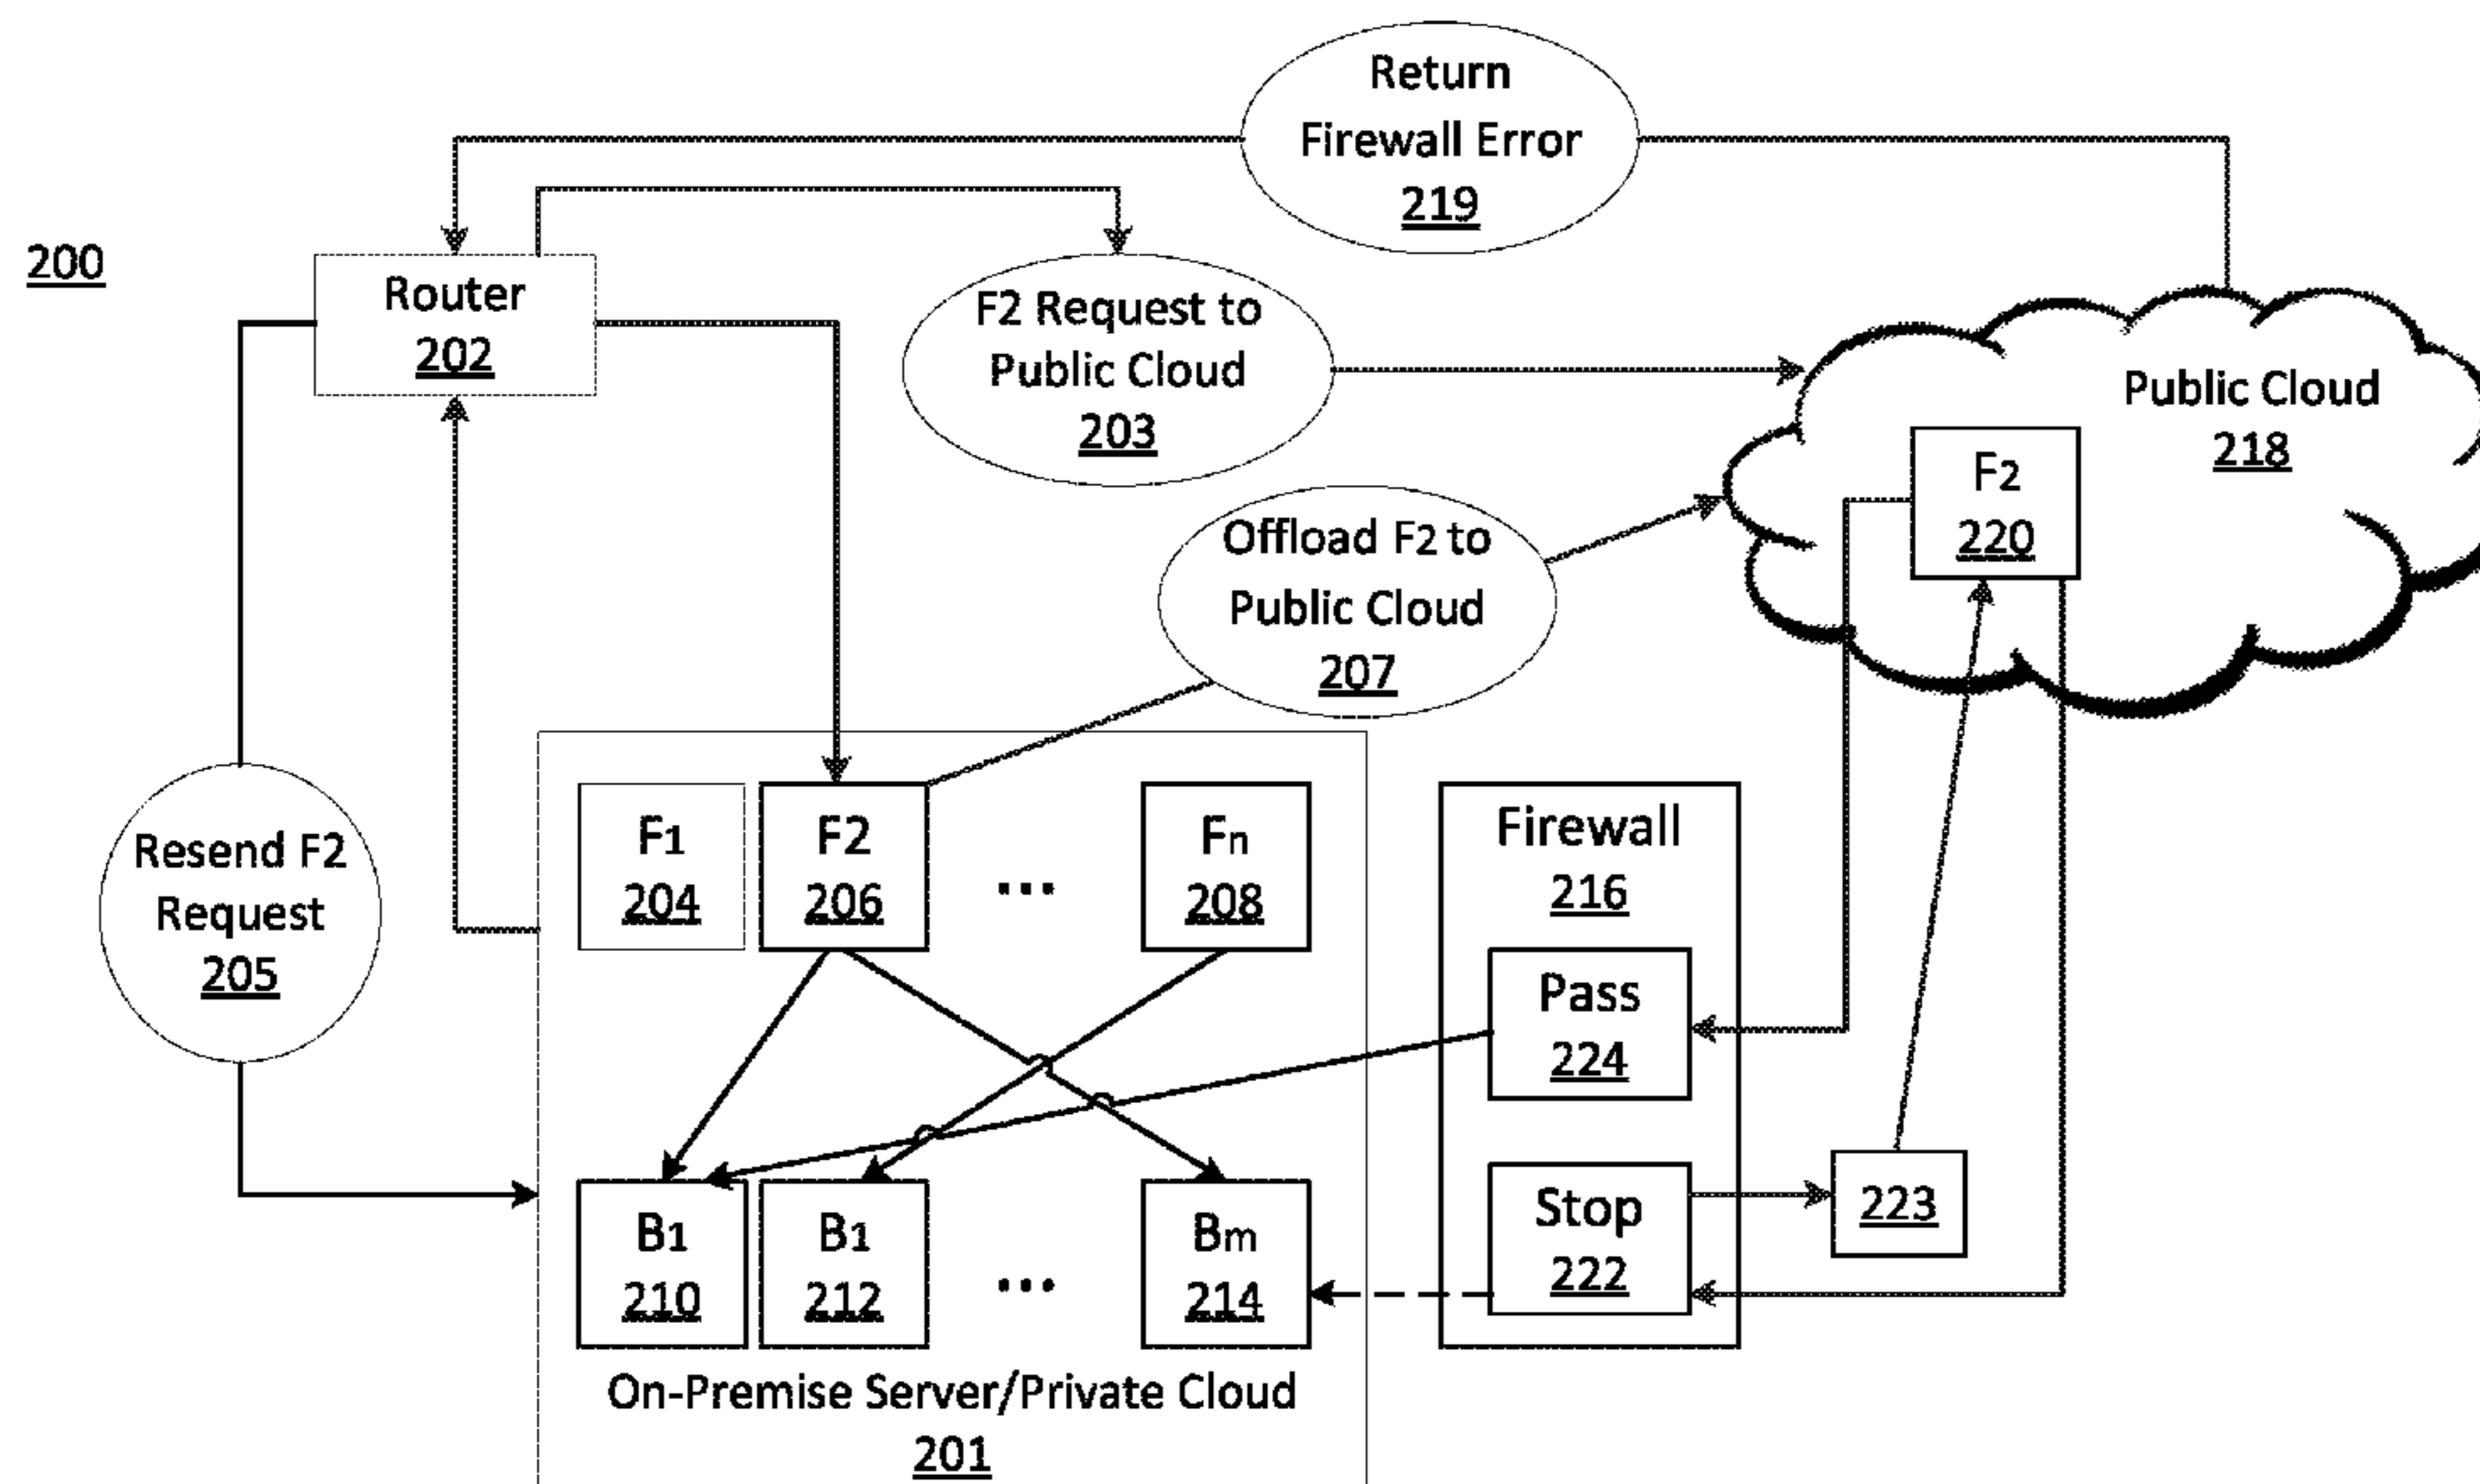 Return
Firewall Error
219
200
Router
202
F2 Request to
Public Cloud
203
Public Cloud
218
F2
220
Offload F2 to
Public Cloud
207
Resend F2
Request
205
F1
204
F2
206
...
Fn
208
Firewall
216
Pass
224
Stop
222
223
B1
210
B1
212
...
Bm
214
On-Premise Server/Private Cloud
201